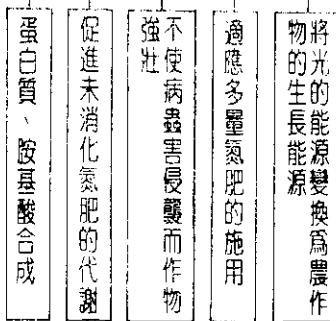 將光的能源變換爲農作
物的生長能源
適應多量氮肥的施用
不使病蟲害侵襲而作物
強壯
促進未消化氮肥的代謝
蛋白質、胺基酸合成